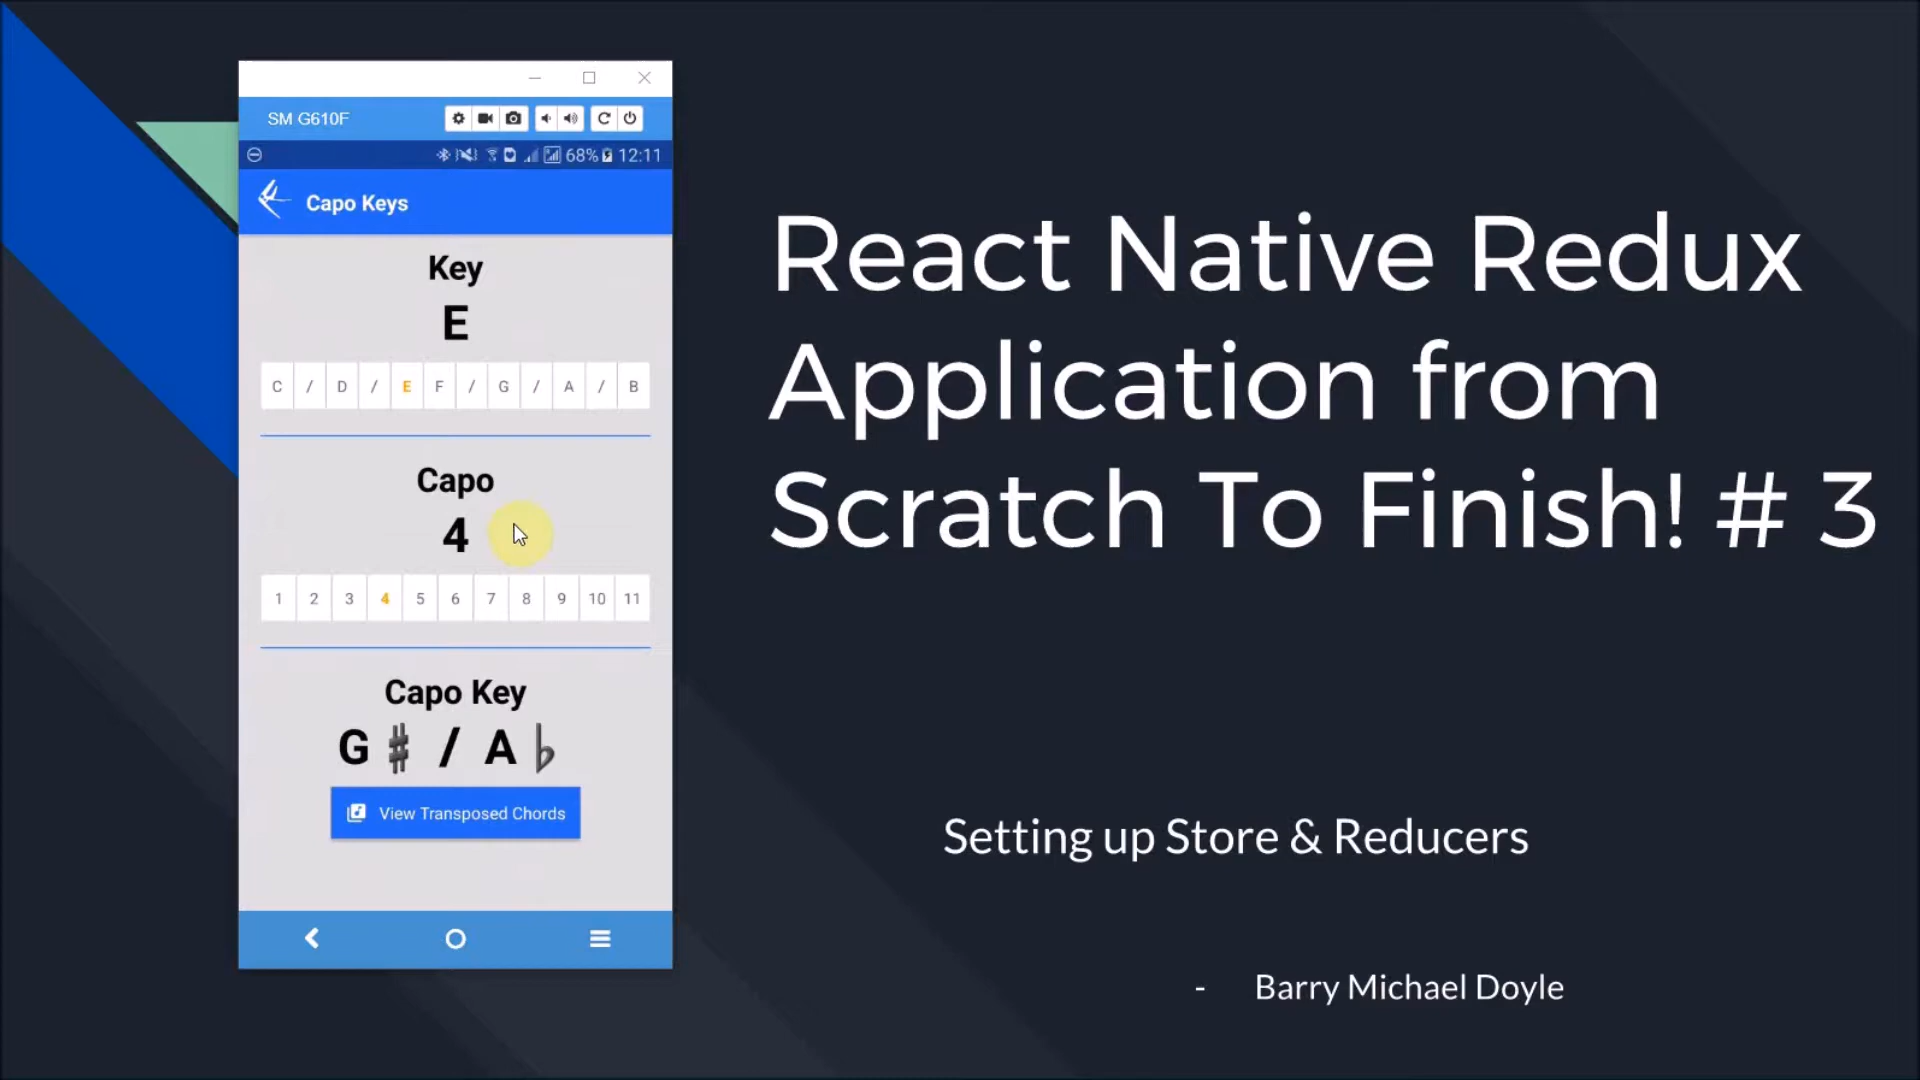 SM G610F
68% 12:11
Capo Keys
Key
E
C / D / E F / G / A / B
Capo
4
1 2 3 4 5 6 7 8 9 10 11
Capo Key
G♯ / A♭
View Transposed Chords
React Native Redux
Application from
Scratch To Finish! # 3
Setting up Store & Reducers
- Barry Michael Doyle